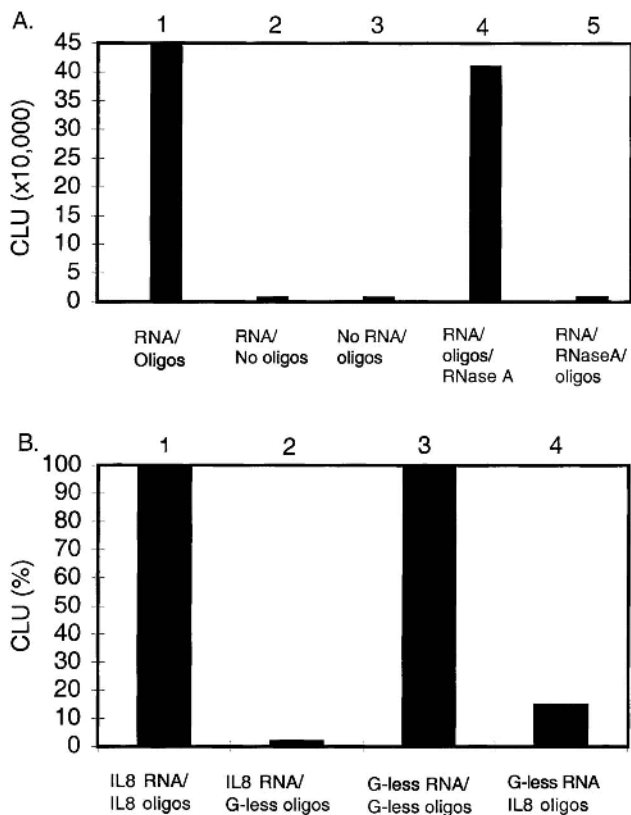 A.
1 2 3 4 5
CLU (x10,000)
45
40
35
30
25
20
15
10
5
0
RNA/ RNA/ No RNA/ RNA/ RNA/
Oligos No oligos oligos oligos/ RNaseA/
RNase A oligos
B.
1 2 3 4
CLU (%)
100
90
80
70
60
50
40
30
20
10
0
IL8 RNA/ IL8 RNA/ G-less RNA/ G-less RNA
IL8 oligos G-less oligos G-less oligos IL8 oligos